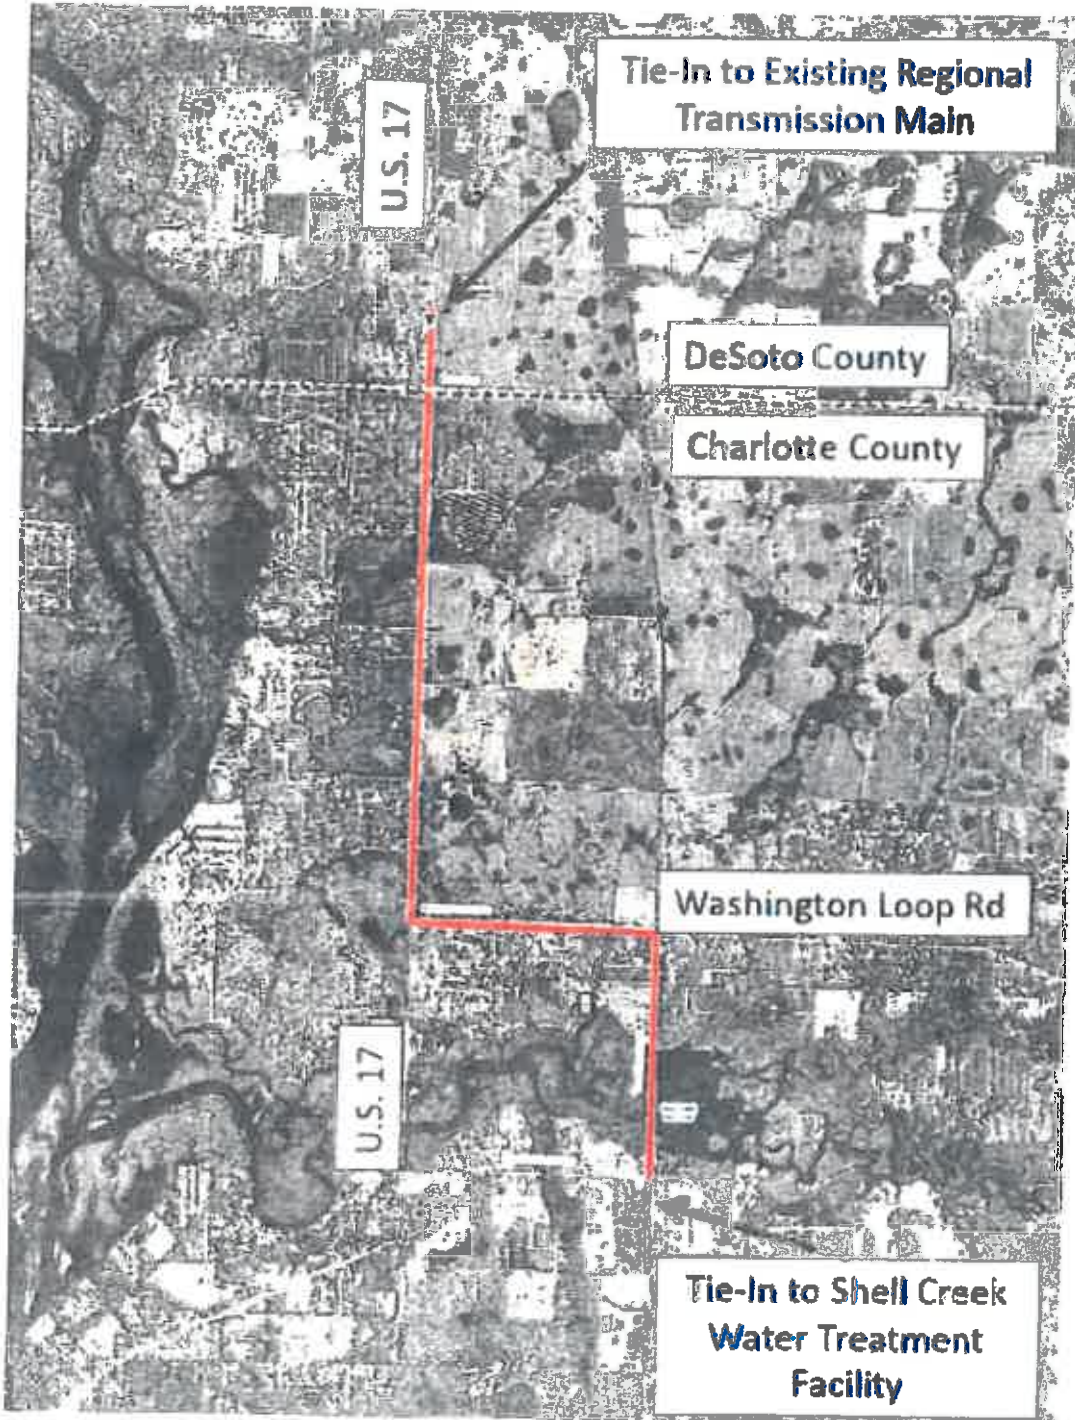 Tie-In to Existing Regional
Transmission Main
U.S. 17
DeSoto County
Charlotte County
Washington Loop Rd
U.S. 17
Tie-In to Shell Creek
Water Treatment
Facility